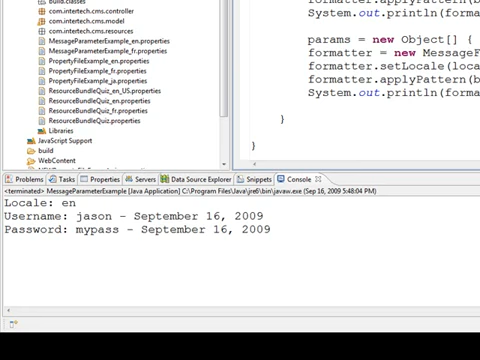 build.classes
com.intertech.cms.controller
com.intertech.cms.model
com.intertech.cms.resources
MessageParameterExample_en.properties
MessageParameterExample_fr.properties
PropertyFileExample_en.properties
PropertyFileExample_fr.properties
PropertyFileExample_ja.properties
ResourceBundleQuiz_en_US.properties
ResourceBundleQuiz_en.properties
ResourceBundleQuiz_fr.properties
ResourceBundleQuiz.properties
Libraries
JavaScript Support
build
WebContent
formatter.applyPattern(b
System.out.println(forma
params = new Object[] {
formatter = new MessageF
formatter.setLocale(loca
formatter.applyPattern(b
System.out.println(forma
}
}
Problems Tasks Properties Servers Data Source Explorer Snippets Console
<terminated> MessageParameterExample [Java Application] C:\Program Files\Java\jre6\bin\javaw.exe (Sep 16, 2009 5:48:04 PM)
Locale: en
Username: jason - September 16, 2009
Password: mypass - September 16, 2009